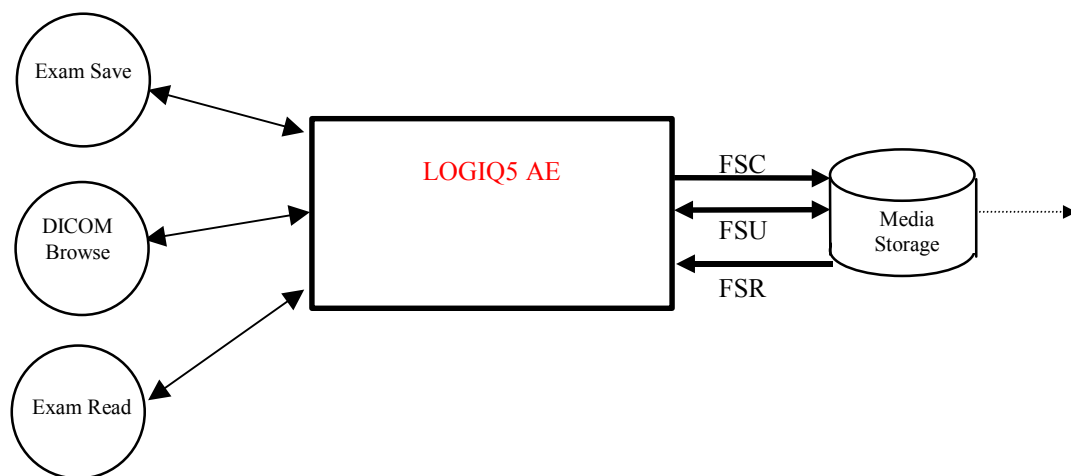 Exam Save
DICOM
Browse
Exam Read
LOGIQ5 AE
FSC
FSU
FSR
Media
Storage